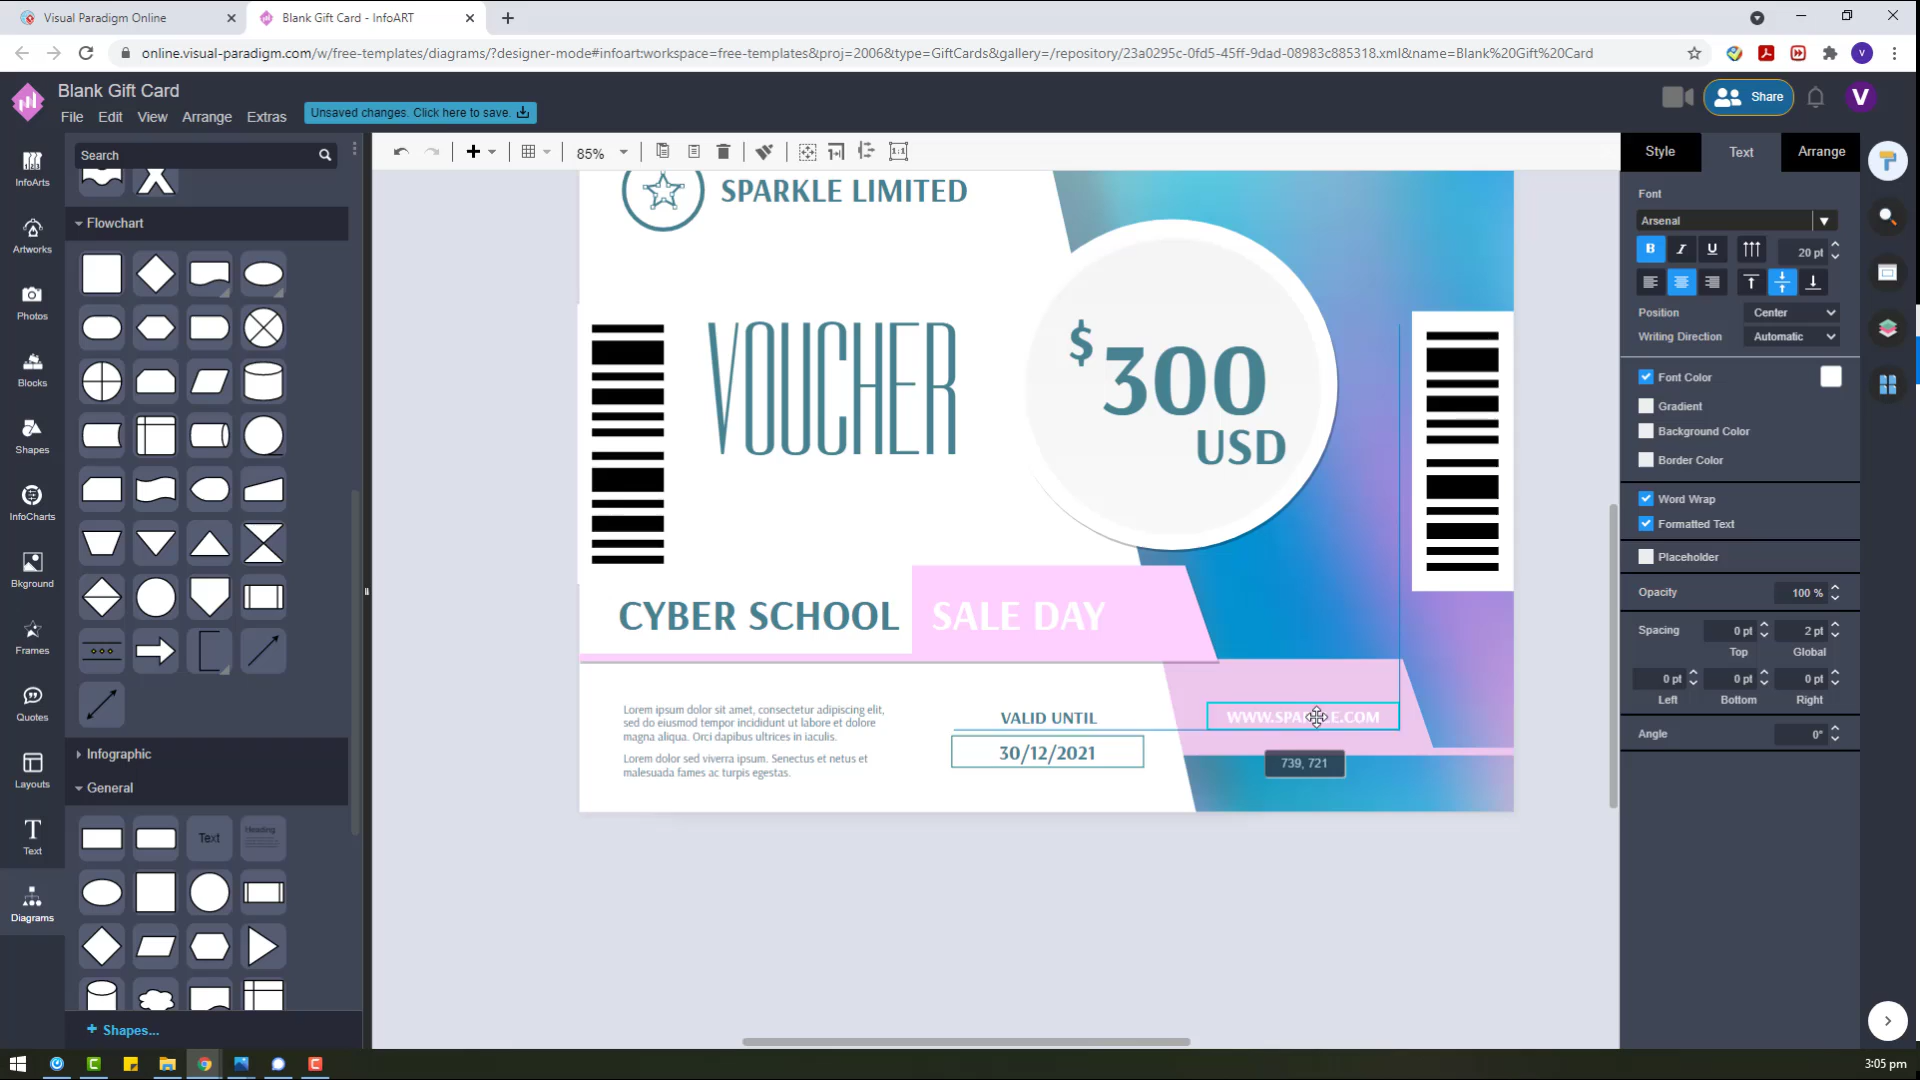 Visual Paradigm Online
Blank Gift Card - InfoART
online.visual-paradigm.com/w/free-templates/diagrams/?designer-mode#infoart:workspace=free-templates&proj=2006&type=GiftCards&gallery=/repository/23a0295c-0fd5-45ff-9dad-08983c885318.xml&name=Blank%20Gift%20Card
V
Blank Gift Card
File Edit View Arrange Extras
Unsaved changes. Click here to save.
Share
V
Search
85%
1:1
Style Text Arrange
InfoArts
Artworks
Photos
Blocks
Shapes
InfoCharts
Bkground
Frames
Quotes
Layouts
Text
Diagrams
Flowchart
Infographic
General
Text
Heading
+ Shapes...
SPARKLE LIMITED
VOUCHER
$ 300
USD
CYBER SCHOOL SALE DAY
Lorem ipsum dolor sit amet, consectetur adipiscing elit,
sed do eiusmod tempor incididunt ut labore et dolore
magna aliqua. Orci dapibus ultrices in iaculis.
Lorem dolor sed viverra ipsum. Senectus et netus et
malesuada fames ac turpis egestas.
VALID UNTIL
30/12/2021
739, 721
Font
Arsenal
B I U 20 pt
Position Center
Writing Direction Automatic
Font Color
Gradient
Background Color
Border Color
Word Wrap
Formatted Text
Placeholder
Opacity 100 %
Spacing 0 pt 2 pt
Top Global
0 pt 0 pt 0 pt
Left Bottom Right
Angle 0°
3:05 pm